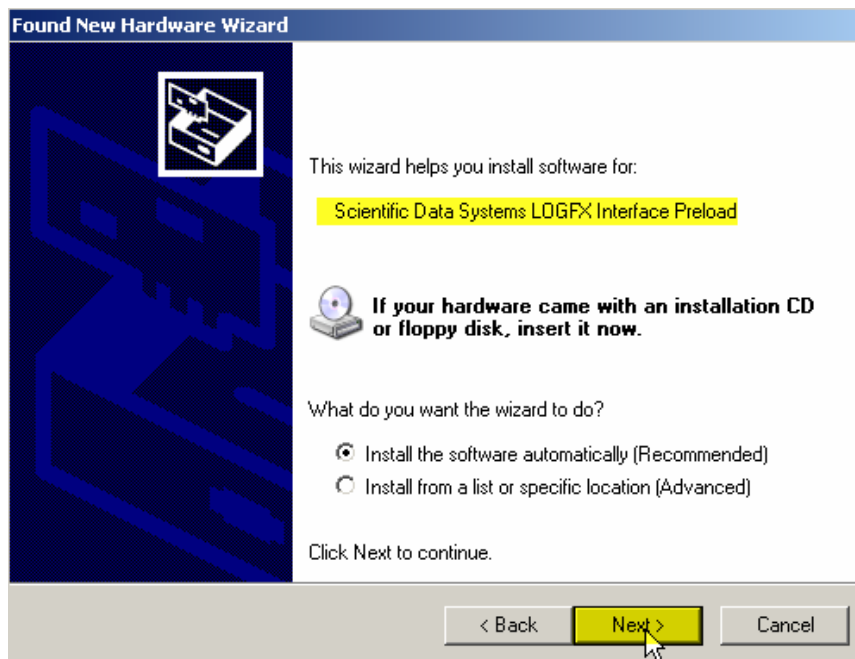 Found New Hardware Wizard
This wizard helps you install software for:
Scientific Data Systems LOGFX Interface Preload
If your hardware came with an installation CD
or floppy disk, insert it now.
What do you want the wizard to do?
Install the software automatically (Recommended)
Install from a list or specific location (Advanced)
Click Next to continue.
< Back Next > Cancel